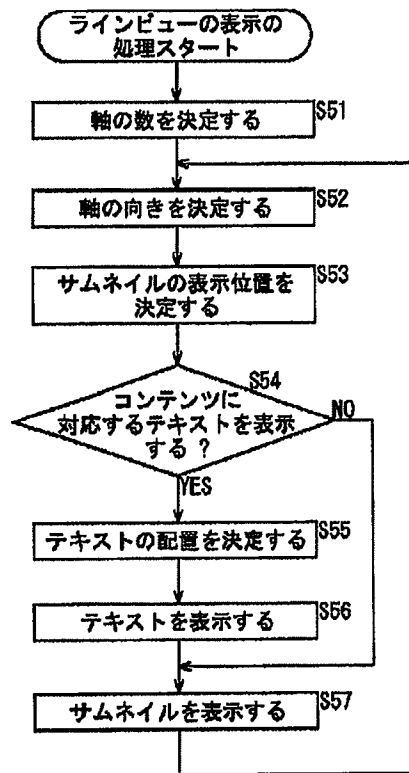 ラインビューの表示の
処理スタート
軸の数を決定する
S51
軸の向きを決定する
S52
サムネイルの表示位置を
決定する
S53
S54
コンテンツに
対応するテキストを表示
する？
NO
YES
テキストの配置を決定する
S55
テキストを表示する
S56
サムネイルを表示する
S57